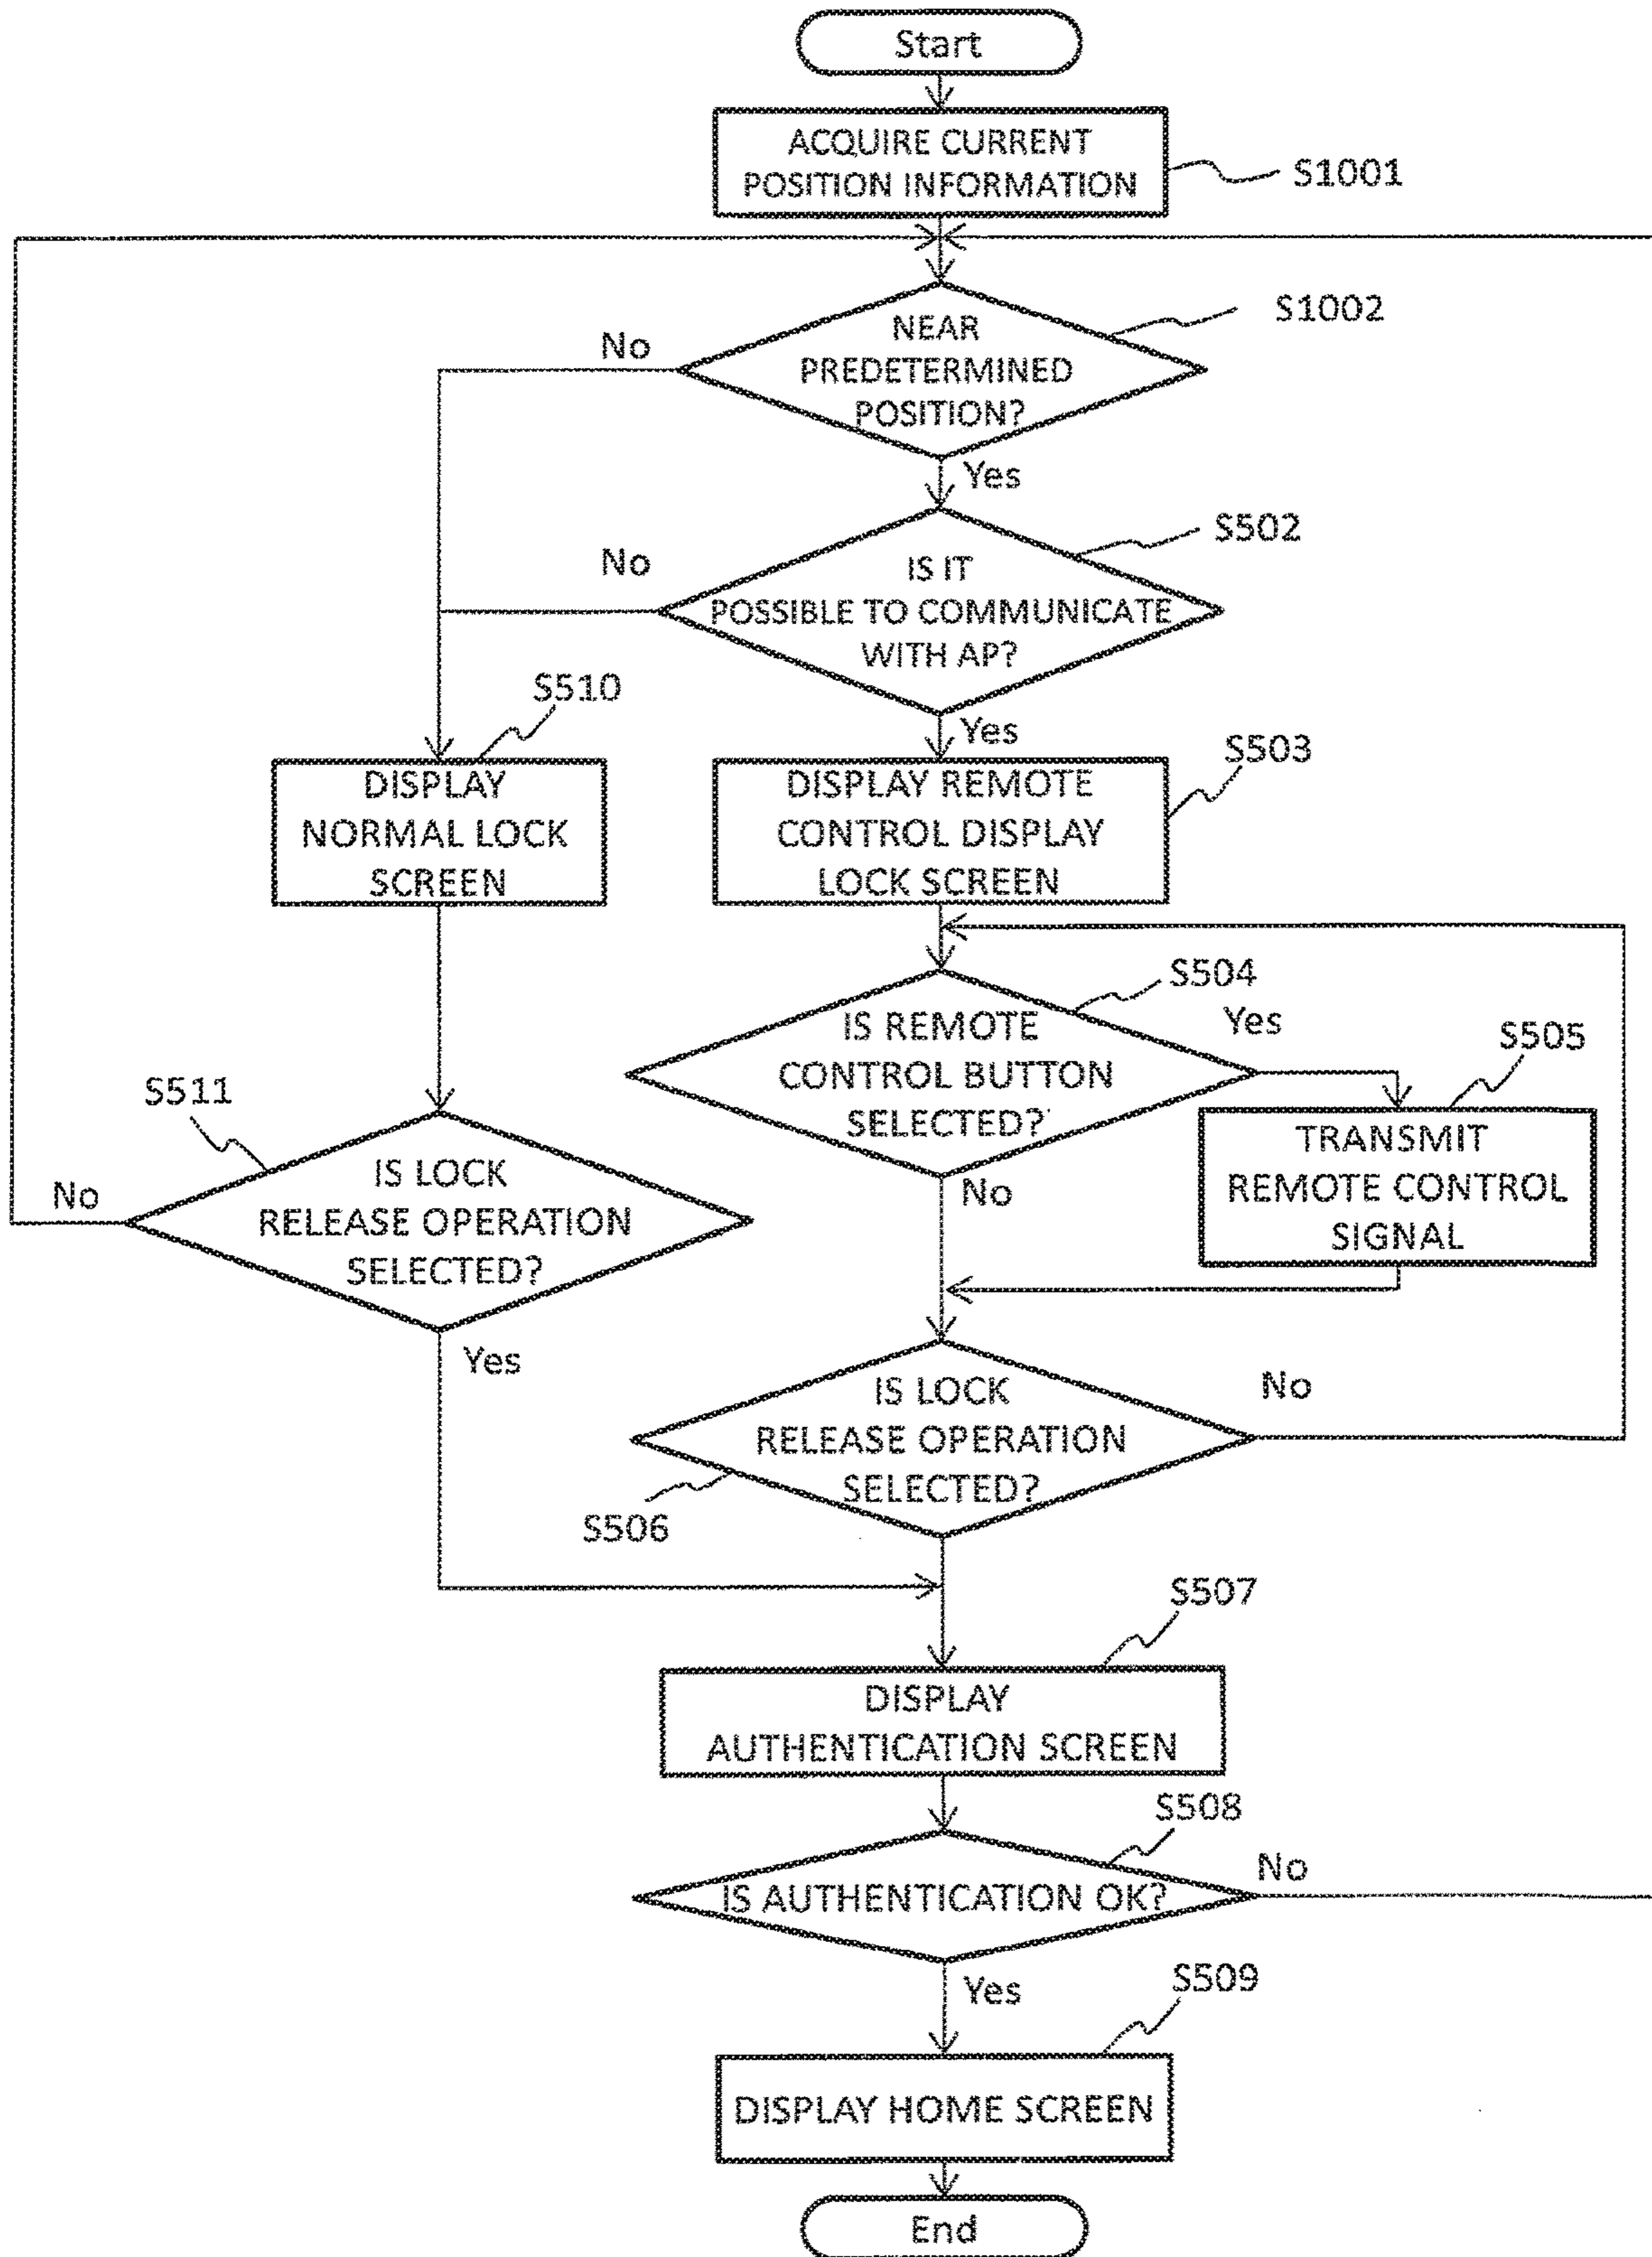 Start
ACQUIRE CURRENT
POSITION INFORMATION
S1001
S1002
NEAR
PREDETERMINED
POSITION?
No
Yes
S502
IS IT
POSSIBLE TO COMMUNICATE
WITH AP?
No
Yes
S510
DISPLAY
NORMAL LOCK
SCREEN
S503
DISPLAY REMOTE
CONTROL DISPLAY
LOCK SCREEN
S504
IS REMOTE
CONTROL BUTTON
SELECTED?
Yes
No
S505
TRANSMIT
REMOTE CONTROL
SIGNAL
S511
IS LOCK
RELEASE OPERATION
SELECTED?
No
Yes
IS LOCK
RELEASE OPERATION
SELECTED?
No
S506
S507
DISPLAY
AUTHENTICATION SCREEN
S508
IS AUTHENTICATION OK?
No
Yes
S509
DISPLAY HOME SCREEN
End